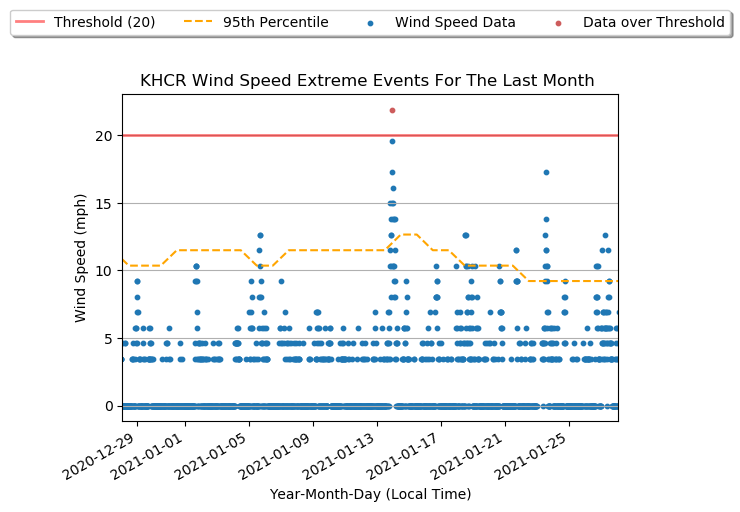 Threshold (20) 95th Percentile Wind Speed Data Data over Threshold
KHCR Wind Speed Extreme Events For The Last Month
Wind Speed (mph)
20
15
10
5
0
2020-12-29 2021-01-01 2021-01-05 2021-01-09 2021-01-13 2021-01-17 2021-01-21 2021-01-25
Year-Month-Day (Local Time)